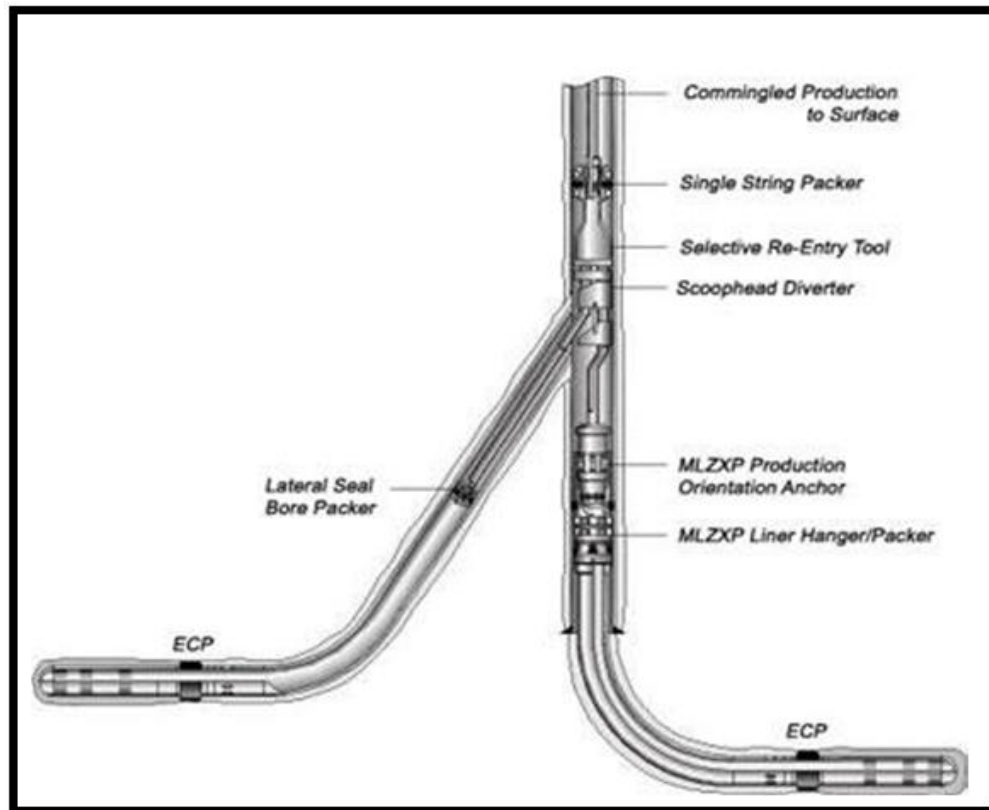 Commingled Production
to Surface
Single String Packer
Selective Re-Entry Tool
Scoophead Diverter
MLZXP Production
Orientation Anchor
Lateral Seal
Bore Packer
MLZXP Liner Hanger/Packer
ECP
ECP